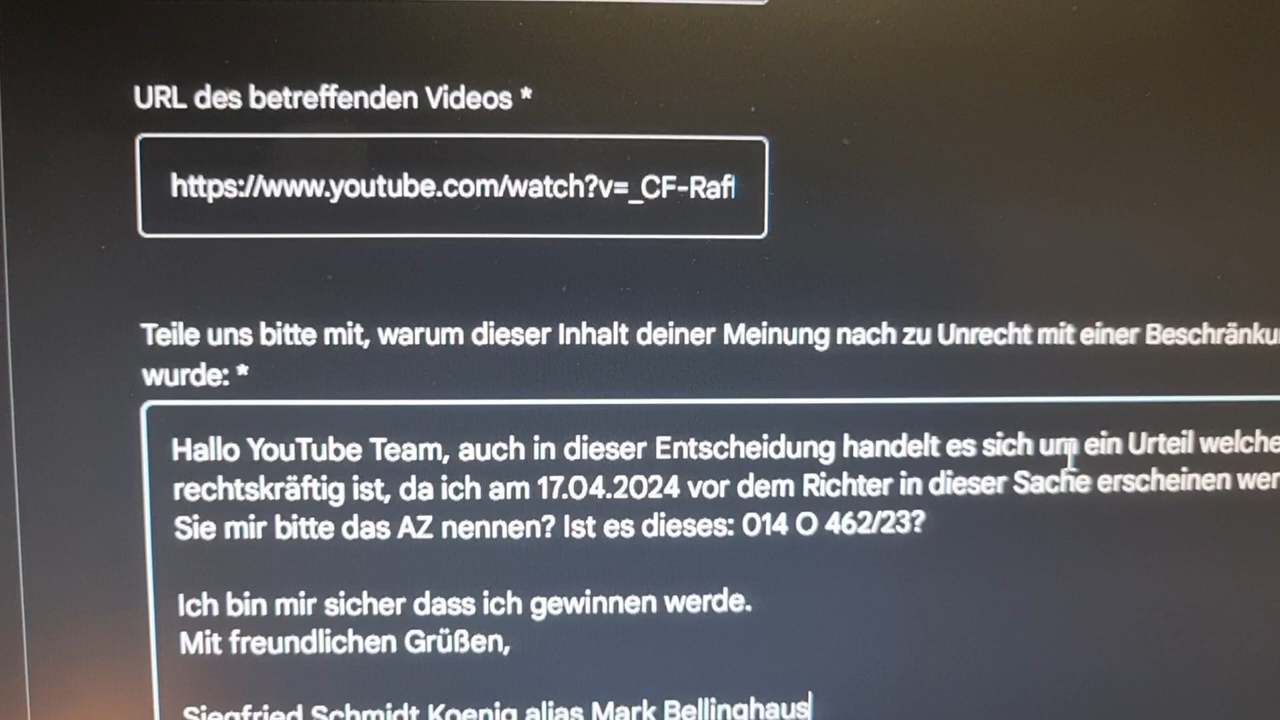 URL des betreffenden Videos *
https://www.youtube.com/watch?v=_CF-Raf
Teile uns bitte mit, warum dieser Inhalt deiner Meinung nach zu Unrecht mit einer Beschränku
wurde: *
Hallo YouTube Team, auch in dieser Entscheidung handelt es sich um ein Urteil welche
rechtskräftig ist, da ich am 17.04.2024 vor dem Richter in dieser Sache erscheinen wer
Sie mir bitte das AZ nennen? Ist es dieses: 014 O 462/23?
Ich bin mir sicher dass ich gewinnen werde.
Mit freundlichen Grüßen,
Siegfried Schmidt Koenig alias Mark Bellinghaus